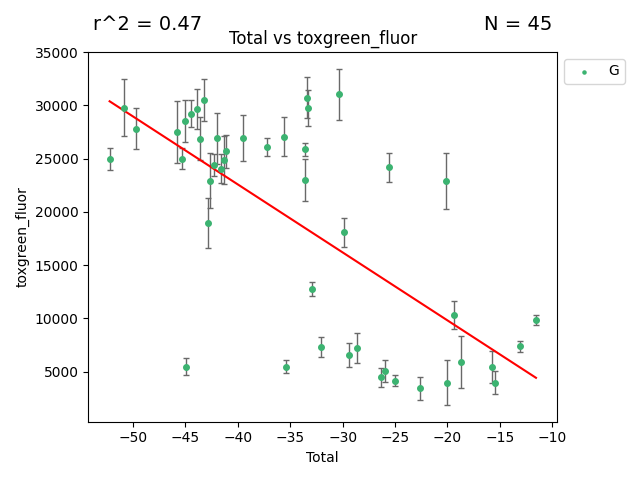 r^2 = 0.47
N = 45
Total vs toxgreen_fluor
35000
30000
25000
20000
15000
10000
5000
toxgreen_fluor
−50
−45
−40
−35
−30
−25
−20
−15
−10
Total
G